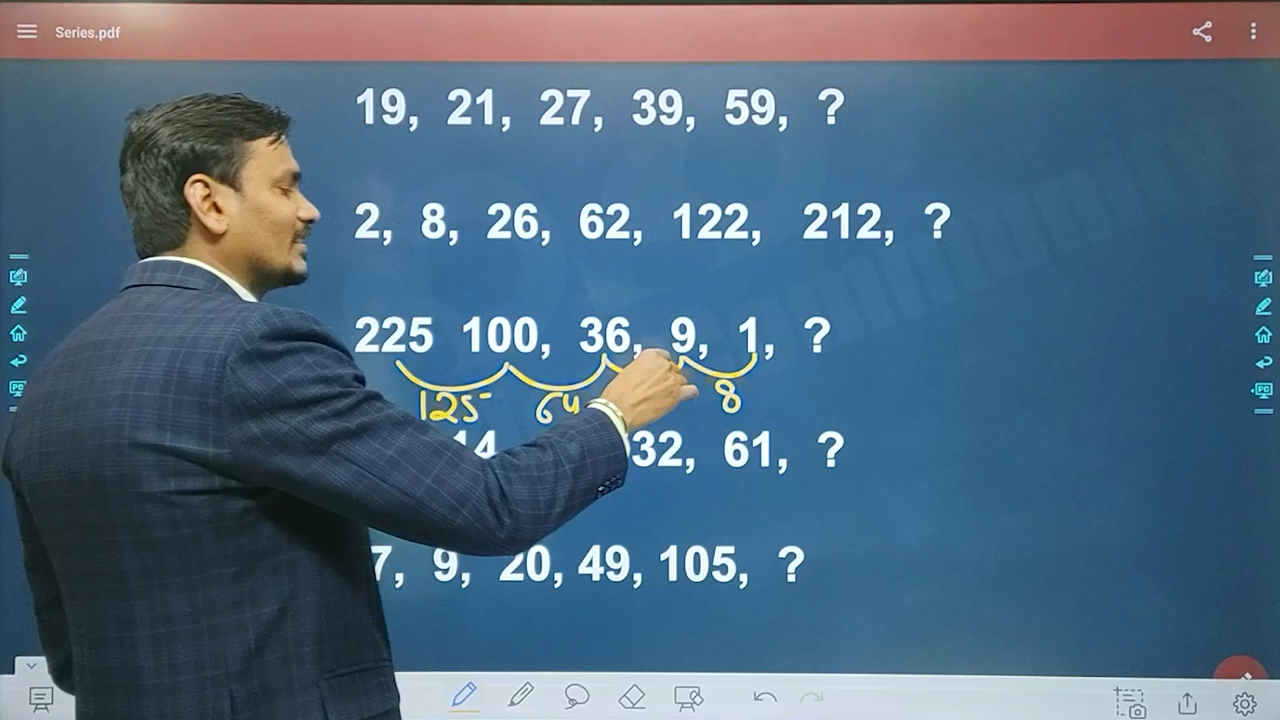 Series.pdf
19, 21, 27, 39, 59, ?
2, 8, 26, 62, 122, 212, ?
225 100, 36, 9, 1, ?
125 64 8
14 32, 61, ?
7, 9, 20, 49, 105, ?